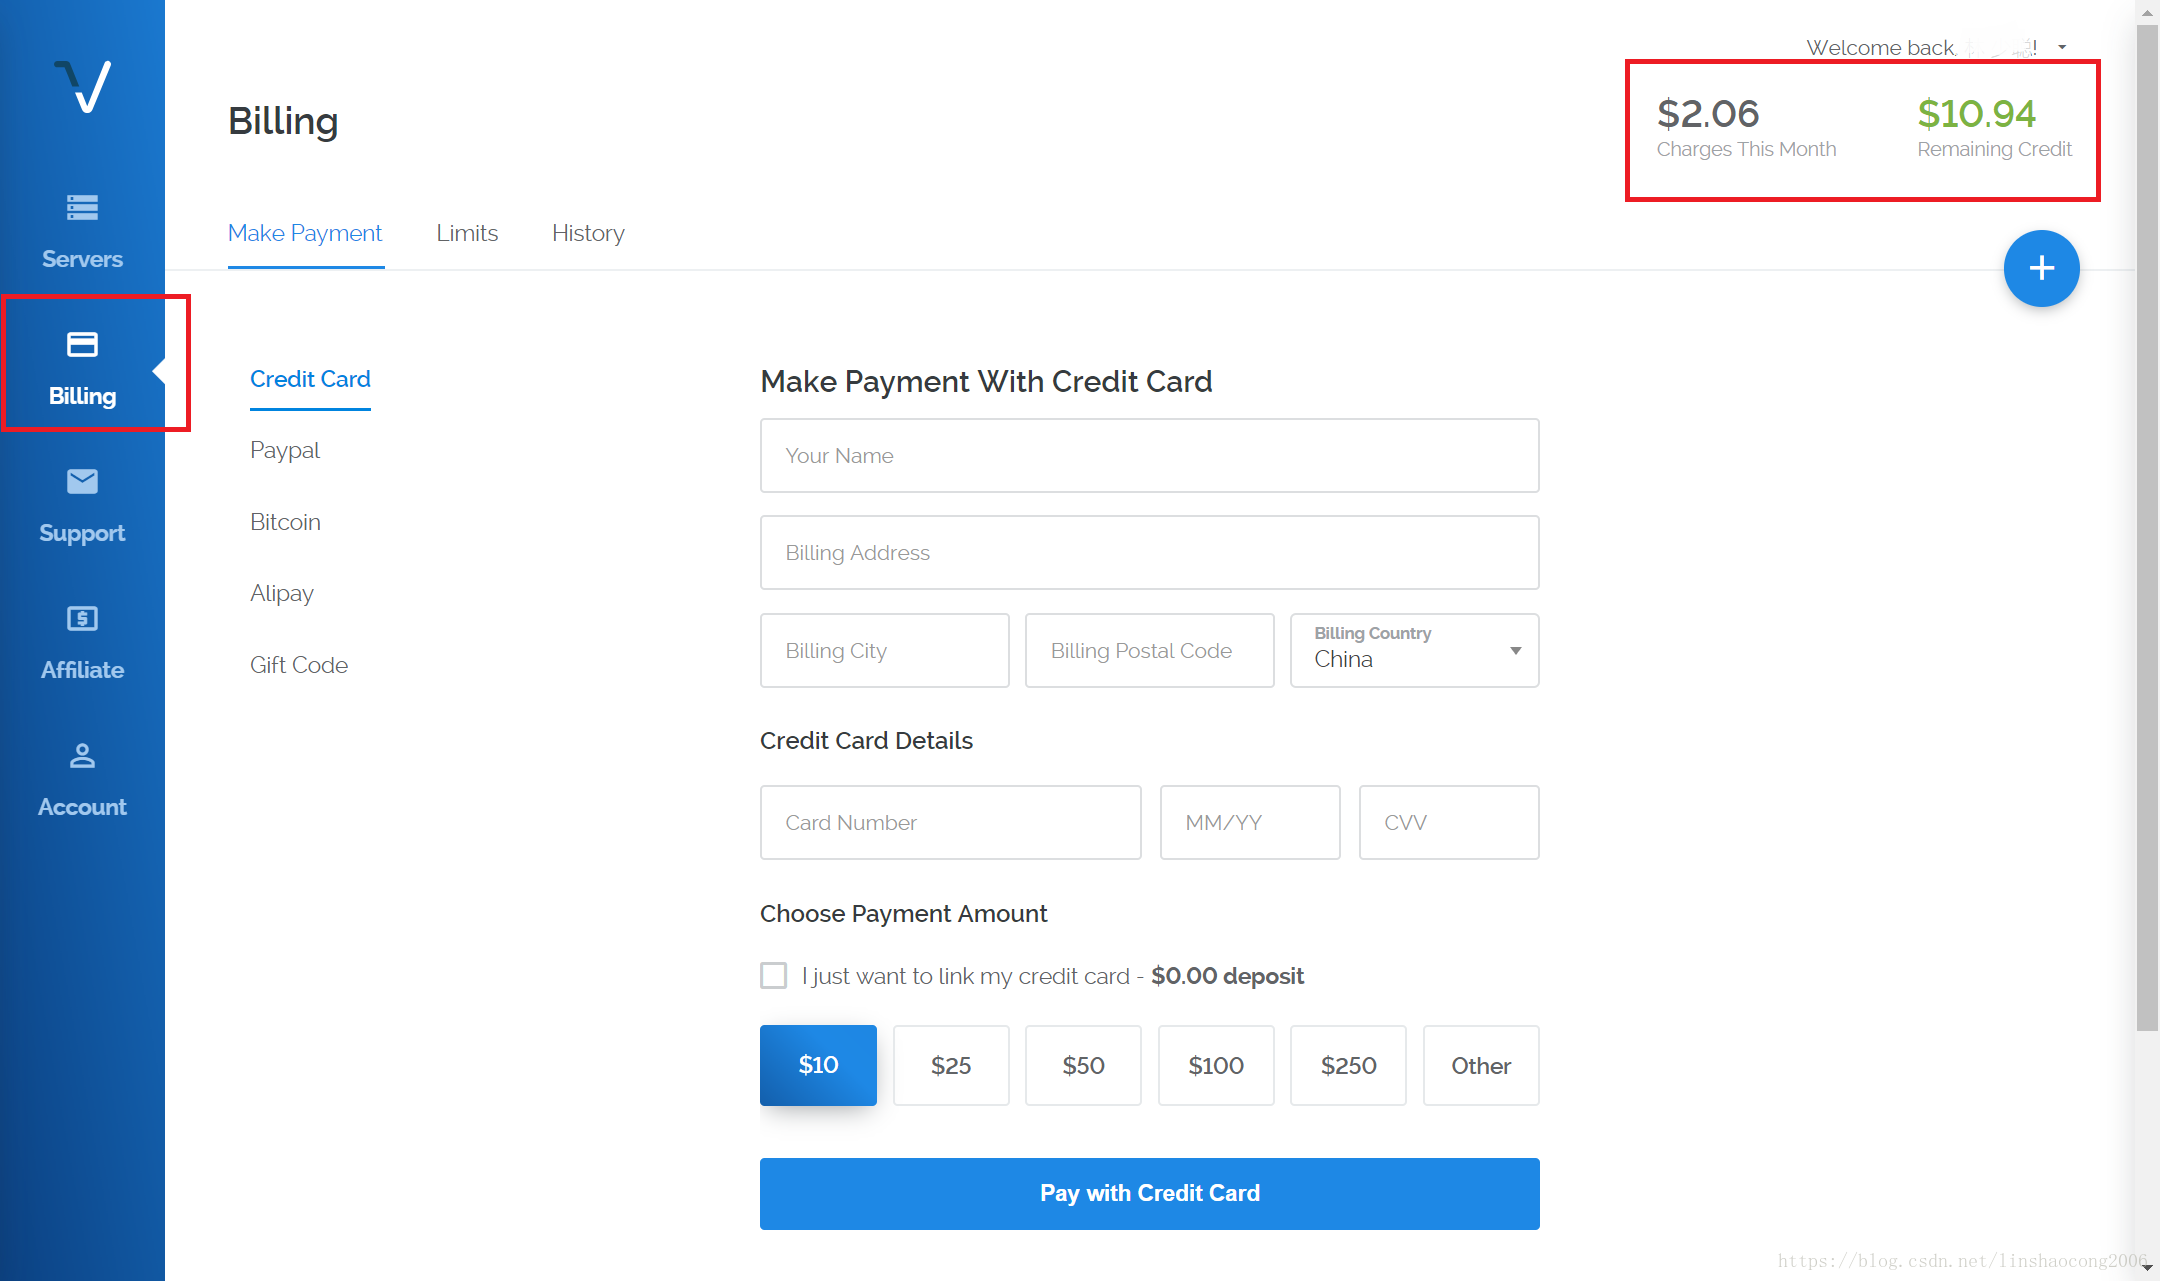 Welcome back, !
Billing
$2.06
$10.94
Charges This Month
Remaining Credit
Make Payment
Limits
History
Servers
Billing
Support
Affiliate
Account
Credit Card
Paypal
Bitcoin
Alipay
Gift Code
Make Payment With Credit Card
Your Name
Billing Address
Billing City
Billing Postal Code
Billing Country
China
Credit Card Details
Card Number
MM/YY
CVV
Choose Payment Amount
I just want to link my credit card - $0.00 deposit
$10
$25
$50
$100
$250
Other
Pay with Credit Card
https://blog.csdn.net/linshaocong2006